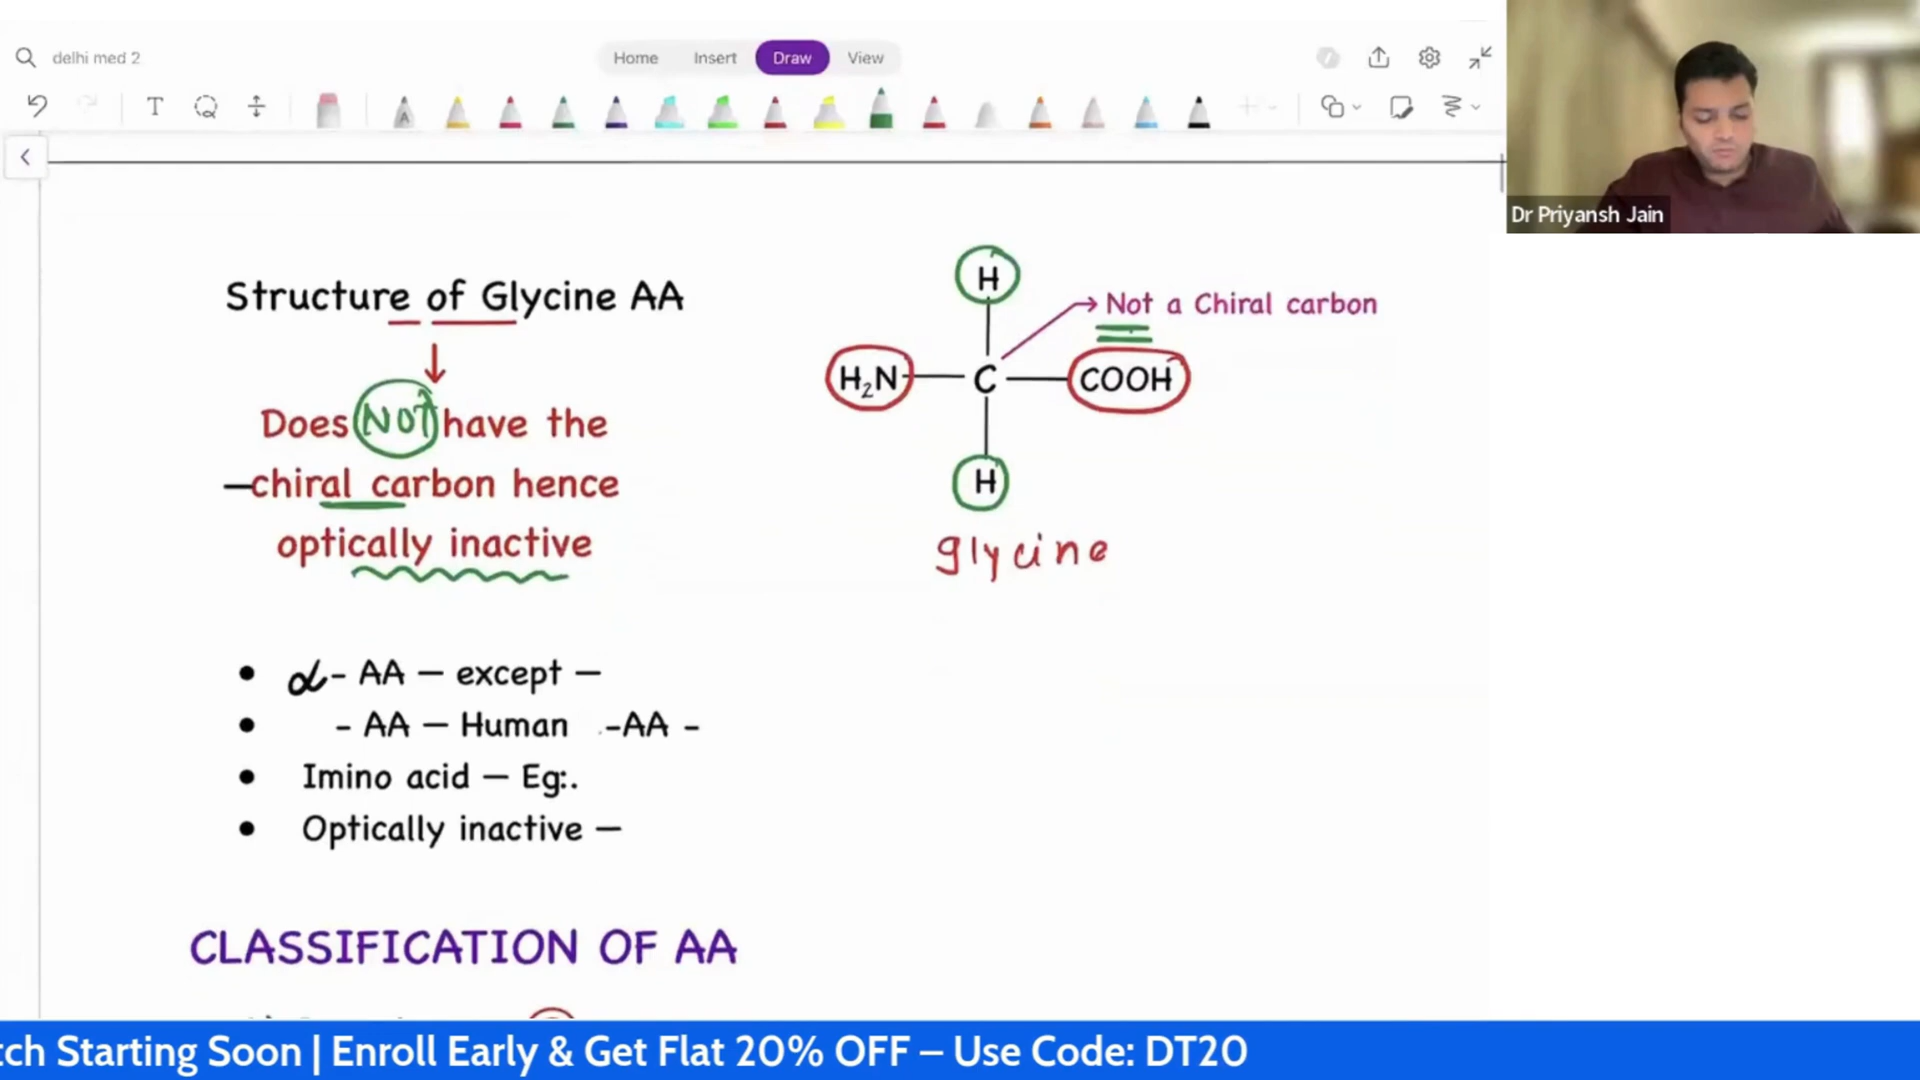 delhi med 2
Home Insert Draw View
Dr Priyansh Jain
Structure of Glycine AA
Does NOT have the
chiral carbon hence
optically inactive
H
Not a Chiral carbon
H₂N C COOH
H
glycine
• α- AA — except —
• - AA — Human -AA -
• Imino acid — Eg:.
• Optically inactive —
CLASSIFICATION OF AA
tch Starting Soon | Enroll Early & Get Flat 20% OFF – Use Code: DT20